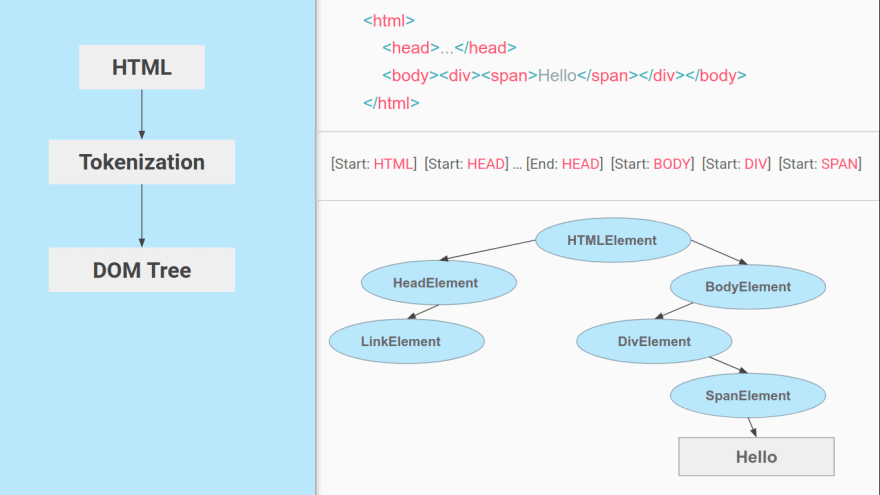 HTML
Tokenization
DOM Tree
<html>
<head>...</head>
<body><div><span>Hello</span></div></body>
</html>
[Start: HTML] [Start: HEAD] ... [End: HEAD] [Start: BODY] [Start: DIV] [Start: SPAN]
HTMLElement
HeadElement
BodyElement
LinkElement
DivElement
SpanElement
Hello